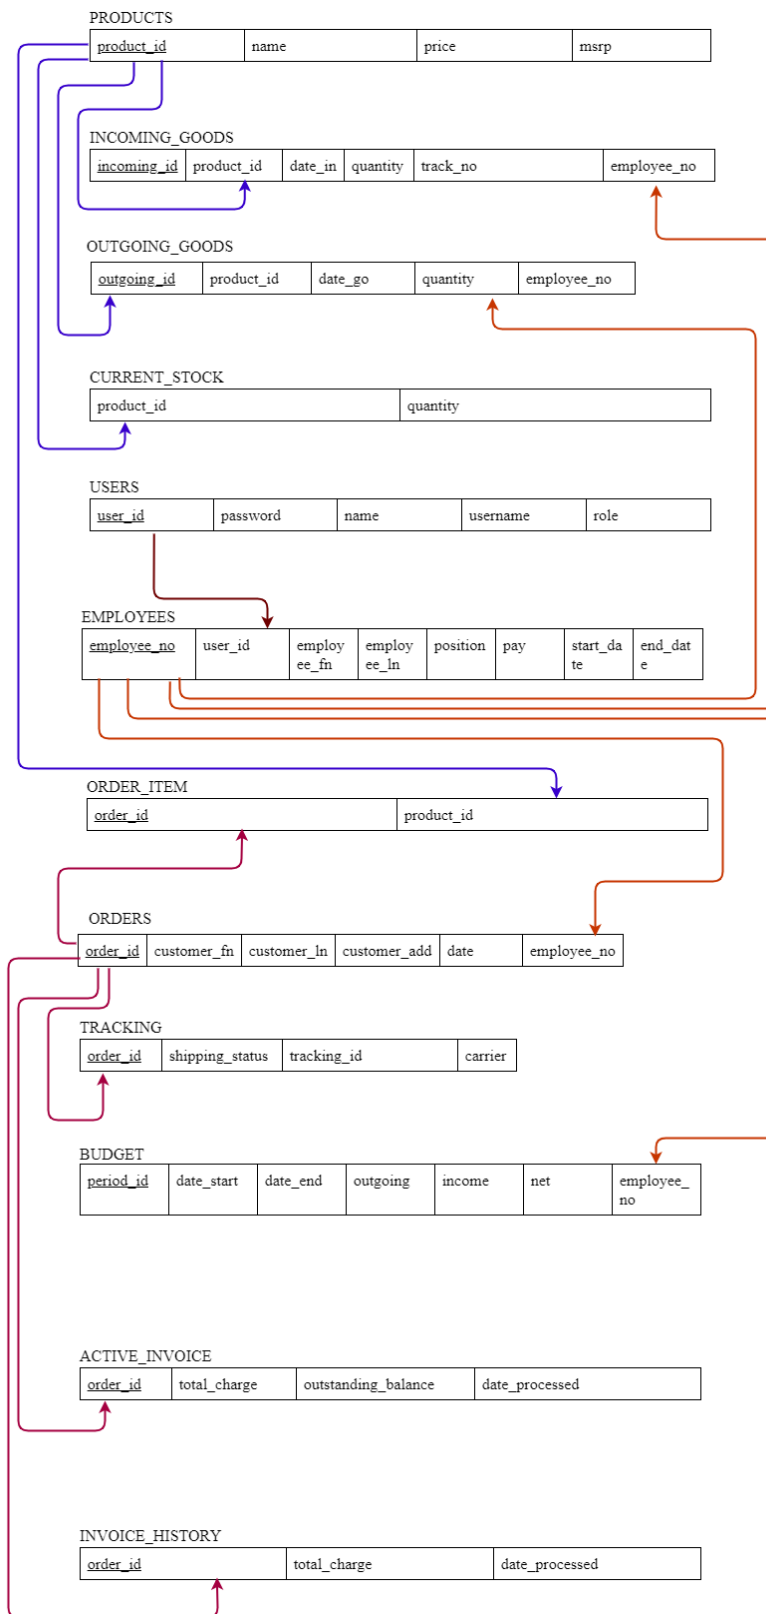 PRODUCTS
product_id name price msrp
INCOMING_GOODS
incoming_id product_id date_in quantity track_no employee_no
OUTGOING_GOODS
outgoing_id product_id date_go quantity employee_no
CURRENT_STOCK
product_id quantity
USERS
user_id password name username role
EMPLOYEES
employee_no user_id employ employ position pay start_da end_dat
ee_fn ee_ln te e
ORDER_ITEM
order_id product_id
ORDERS
order_id customer_fn customer_ln customer_add date employee_no
TRACKING
order_id shipping_status tracking_id carrier
BUDGET
period_id date_start date_end outgoing income net employee_
no
ACTIVE_INVOICE
order_id total_charge outstanding_balance date_processed
INVOICE_HISTORY
order_id total_charge date_processed